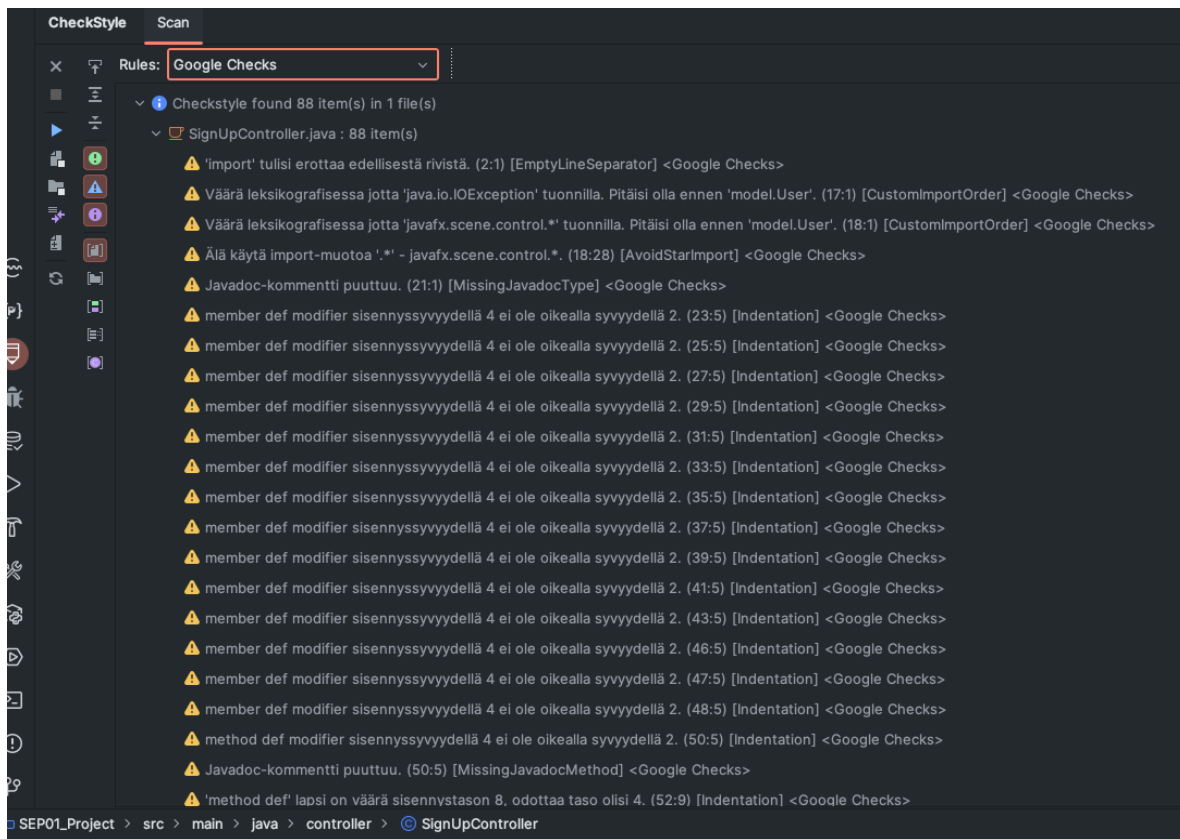 CheckStyle Scan
Rules: Google Checks
Checkstyle found 88 item(s) in 1 file(s)
SignUpController.java : 88 item(s)
'import' tulisi erottaa edellisestä rivistä. (2:1) [EmptyLineSeparator] <Google Checks>
Väärä leksikografisessa jotta 'java.io.IOException' tuonnilla. Pitäisi olla ennen 'model.User'. (17:1) [CustomImportOrder] <Google Checks>
Väärä leksikografisessa jotta 'javafx.scene.control.*' tuonnilla. Pitäisi olla ennen 'model.User'. (18:1) [CustomImportOrder] <Google Checks>
Älä käytä import-muotoa '.*' - javafx.scene.control.*. (18:28) [AvoidStarImport] <Google Checks>
Javadoc-kommentti puuttuu. (21:1) [MissingJavadocType] <Google Checks>
member def modifier sisennyssyvyydellä 4 ei ole oikealla syvyydellä 2. (23:5) [Indentation] <Google Checks>
member def modifier sisennyssyvyydellä 4 ei ole oikealla syvyydellä 2. (25:5) [Indentation] <Google Checks>
member def modifier sisennyssyvyydellä 4 ei ole oikealla syvyydellä 2. (27:5) [Indentation] <Google Checks>
member def modifier sisennyssyvyydellä 4 ei ole oikealla syvyydellä 2. (29:5) [Indentation] <Google Checks>
member def modifier sisennyssyvyydellä 4 ei ole oikealla syvyydellä 2. (31:5) [Indentation] <Google Checks>
member def modifier sisennyssyvyydellä 4 ei ole oikealla syvyydellä 2. (33:5) [Indentation] <Google Checks>
member def modifier sisennyssyvyydellä 4 ei ole oikealla syvyydellä 2. (35:5) [Indentation] <Google Checks>
member def modifier sisennyssyvyydellä 4 ei ole oikealla syvyydellä 2. (37:5) [Indentation] <Google Checks>
member def modifier sisennyssyvyydellä 4 ei ole oikealla syvyydellä 2. (39:5) [Indentation] <Google Checks>
member def modifier sisennyssyvyydellä 4 ei ole oikealla syvyydellä 2. (41:5) [Indentation] <Google Checks>
member def modifier sisennyssyvyydellä 4 ei ole oikealla syvyydellä 2. (43:5) [Indentation] <Google Checks>
member def modifier sisennyssyvyydellä 4 ei ole oikealla syvyydellä 2. (46:5) [Indentation] <Google Checks>
member def modifier sisennyssyvyydellä 4 ei ole oikealla syvyydellä 2. (47:5) [Indentation] <Google Checks>
member def modifier sisennyssyvyydellä 4 ei ole oikealla syvyydellä 2. (48:5) [Indentation] <Google Checks>
method def modifier sisennyssyvyydellä 4 ei ole oikealla syvyydellä 2. (50:5) [Indentation] <Google Checks>
Javadoc-kommentti puuttuu. (50:5) [MissingJavadocMethod] <Google Checks>
'method def' lapsi on väärä sisennystason 8, odottaa taso olisi 4. (52:9) [Indentation] <Google Checks>
SEP01_Project > src > main > java > controller > SignUpController